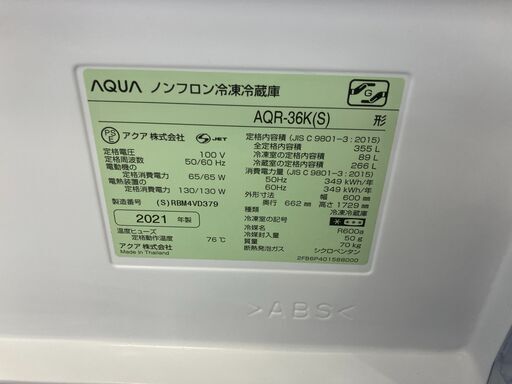 AQUA ノンフロン冷凍冷蔵庫
G
AQR-36K(S) 形
PS E アクア株式会社 S JET
定格電圧 100 V
定格周波数 50/60 Hz
電動機の
定格消費電力 65/65 W
電熱装置の
定格消費電力 130/130 W
製造番号 (S) RBM4VD379
2021 年製
温度ヒューズ
定格動作温度 76℃
アクア株式会社
Made in Thailand
定格内容積 (JIS C 9801-3 : 2015)
全定格内容積 355 L
冷凍室の定格内容積 89 L
冷蔵室の定格内容積 266 L
消費電力量 (JIS C 9801-3 : 2015)
50Hz 349 kWh/年
60Hz 349 kWh/年
外形寸法 幅 600 mm
奥行 662 mm 高さ 1729 mm
種類 冷凍冷蔵庫
冷凍室の記号
冷媒名 R600a
冷媒封入量 50 g
質量 70 kg
断熱発泡ガス シクロペンタン
2FB6P401588000
>ABS<